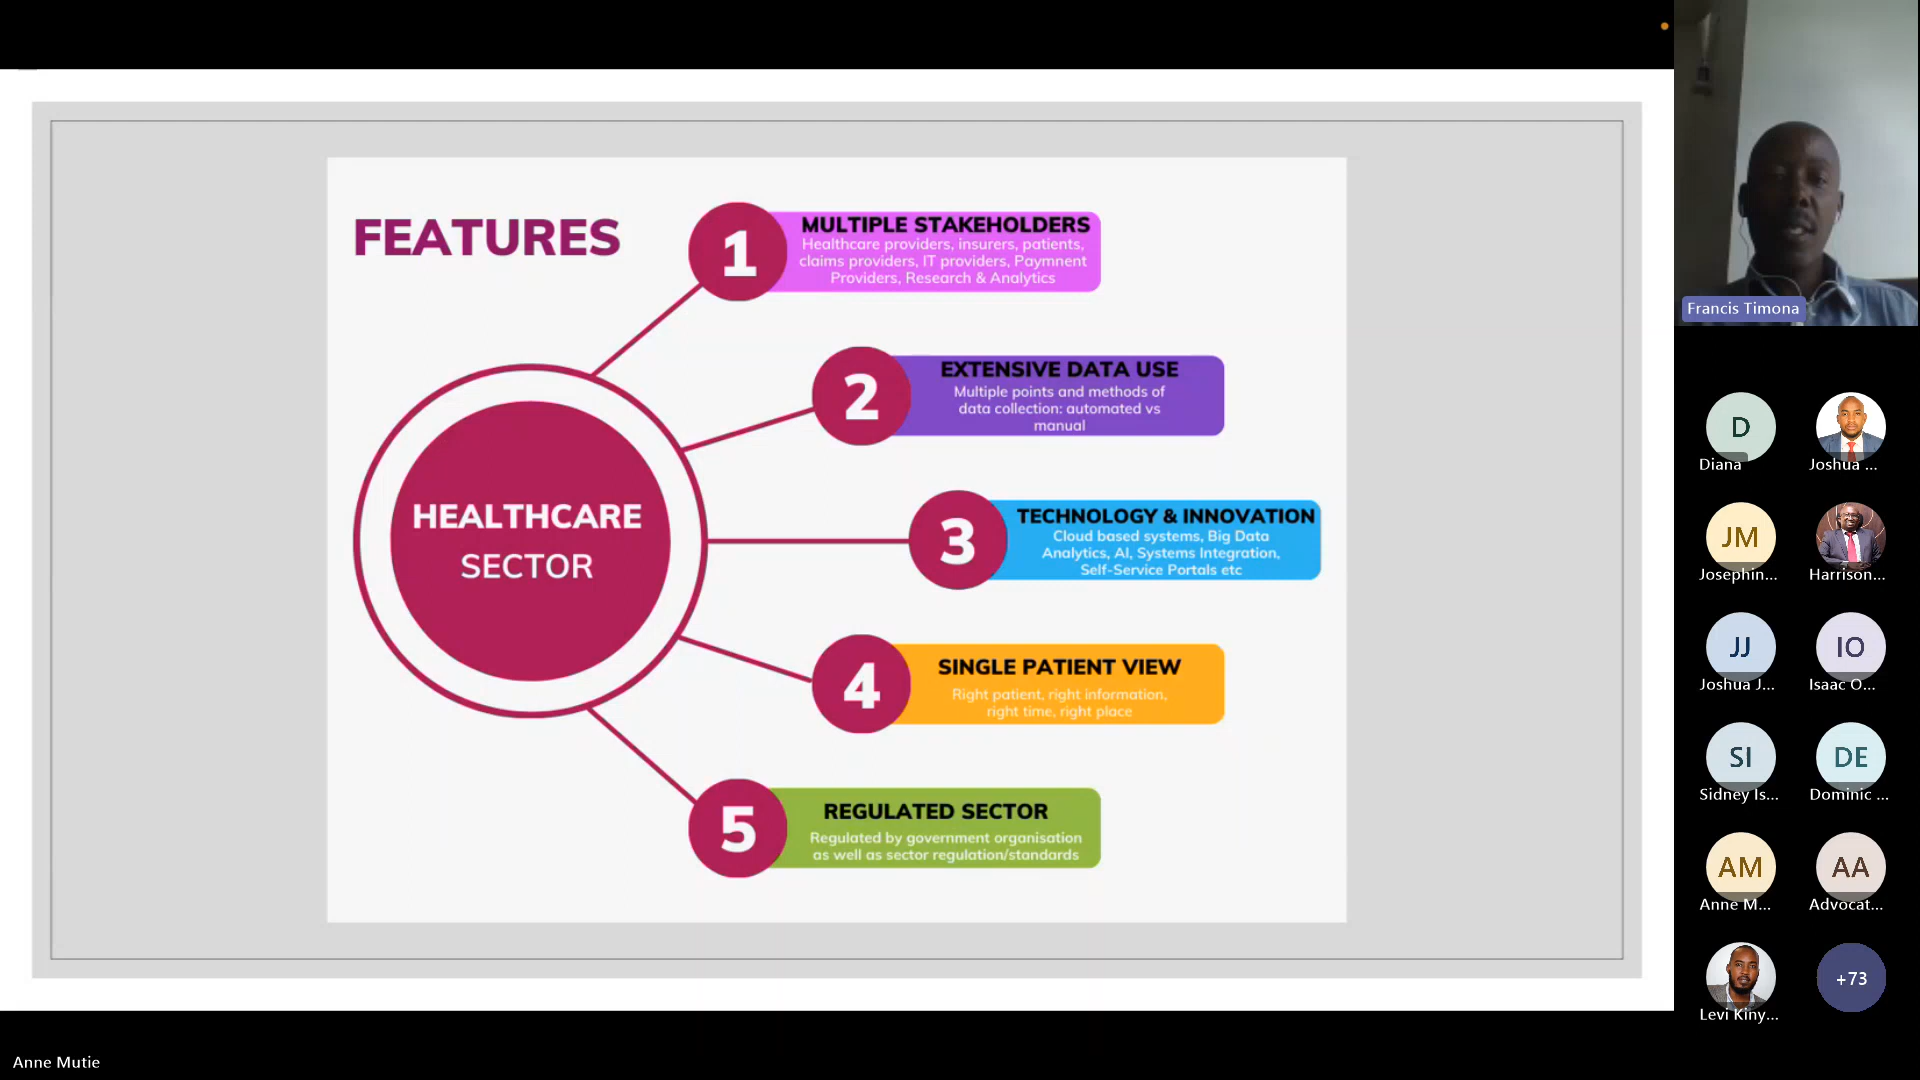 FEATURES
1
MULTIPLE STAKEHOLDERS
Healthcare providers, insurers, patients,
claims providers, IT providers, Paymnent
Providers, Research & Analytics
2
EXTENSIVE DATA USE
Multiple points and methods of
data collection: automated vs
manual
HEALTHCARE
SECTOR
3
TECHNOLOGY & INNOVATION
Cloud based systems, Big Data
Analytics, AI, Systems Integration,
Self-Service Portals etc
4
SINGLE PATIENT VIEW
Right patient, right information,
right time, right place
5
REGULATED SECTOR
Regulated by government organisation
as well as sector regulation/standards
Francis Timona
D
Diana
Joshua ...
JM
Josephin...
Harrison...
JJ
Joshua J...
IO
Isaac O...
SI
Sidney Is...
DE
Dominic ...
AM
Anne M...
AA
Advocat...
Levi Kiny...
+73
Anne Mutie